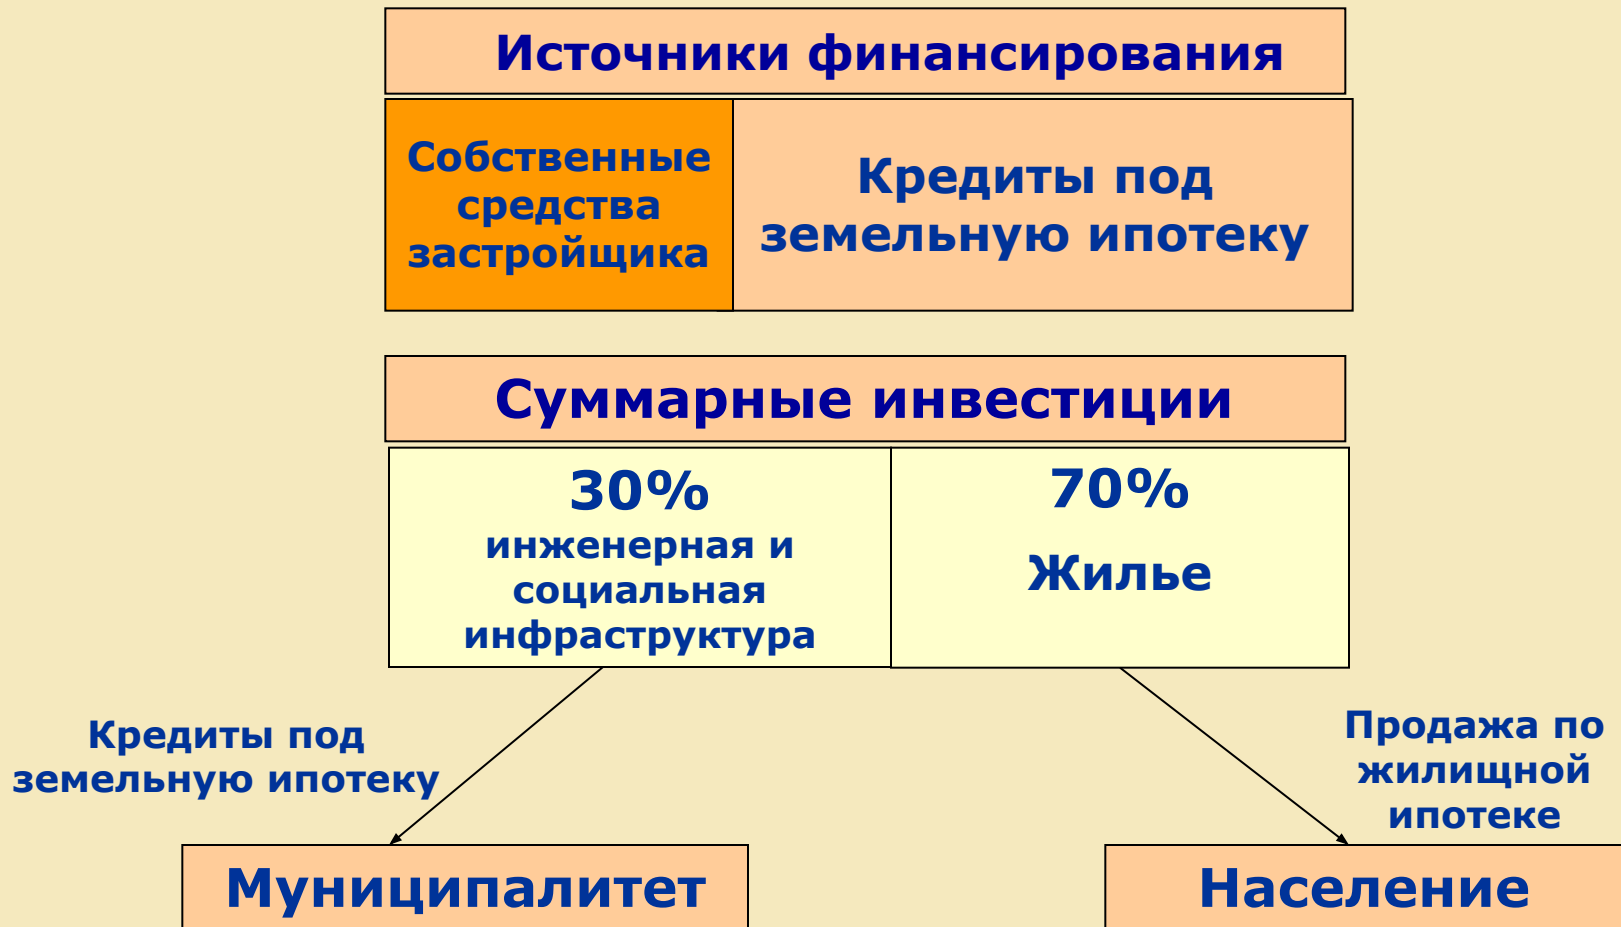 Источники финансирования
Собственные
средства
застройщика
Кредиты под
земельную ипотеку
Суммарные инвестиции
30%
инженерная и
социальная
инфраструктура
70%
Жилье
Кредиты под
земельную ипотеку
Продажа по
жилищной
ипотеке
Муниципалитет
Население